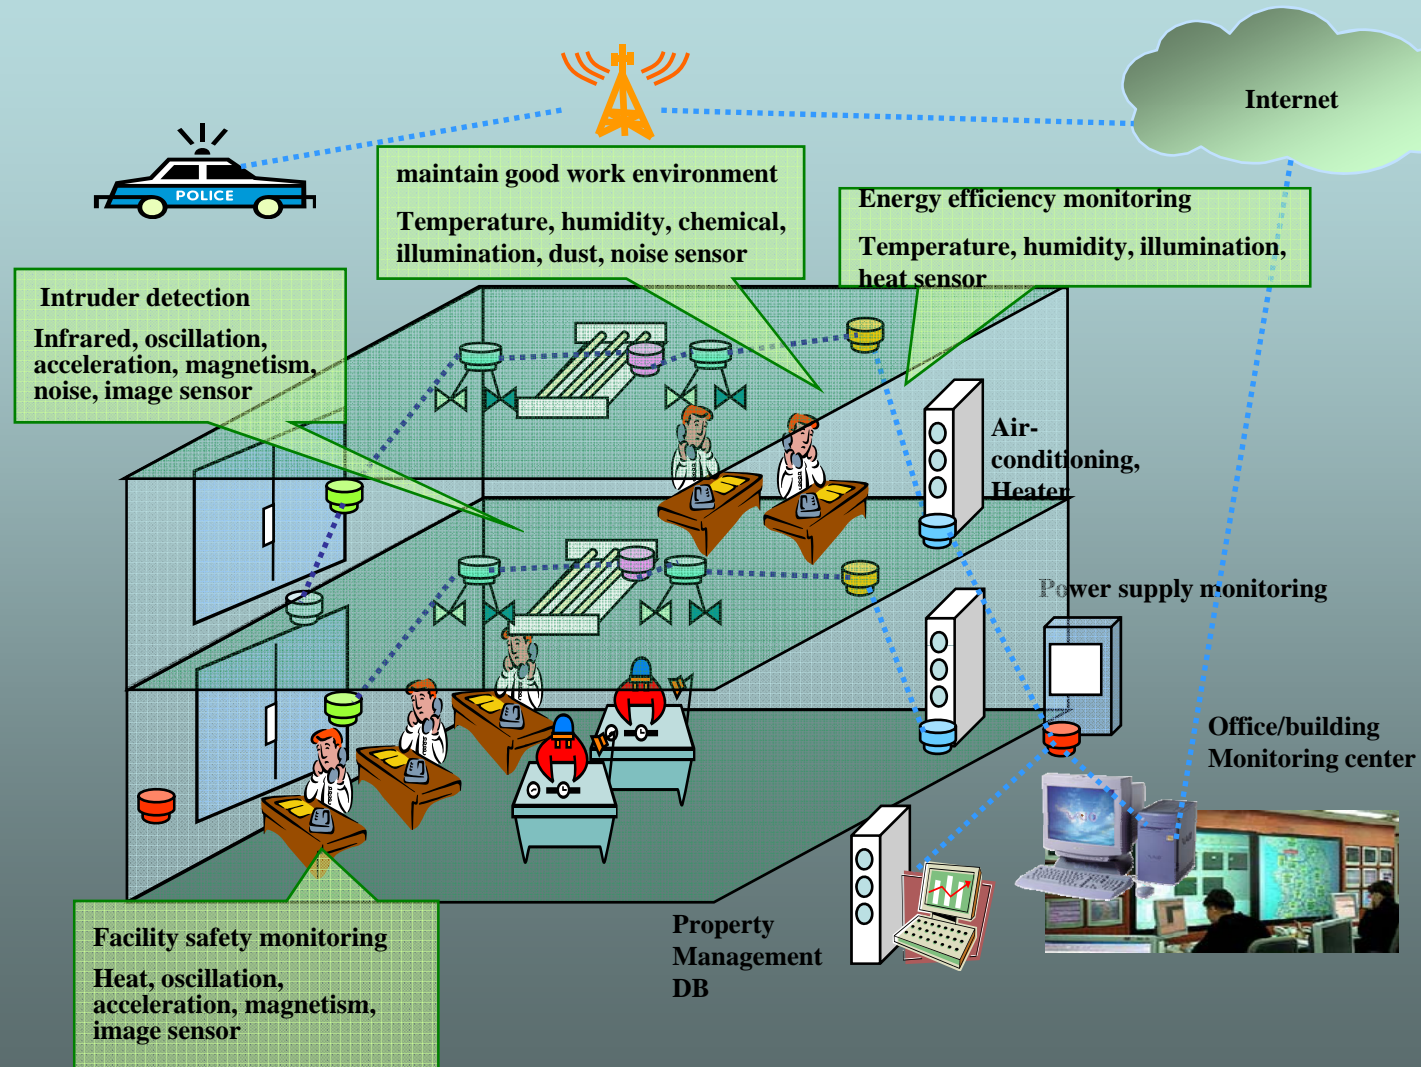 Internet
POLICE
maintain good work environment
Temperature, humidity, chemical,
illumination, dust, noise sensor
Energy efficiency monitoring
Temperature, humidity, illumination,
heat sensor
Intruder detection
Infrared, oscillation,
acceleration, magnetism,
noise, image sensor
Air-
conditioning,
Heater
Power supply monitoring
Office/building
Monitoring center
Property
Management
DB
Facility safety monitoring
Heat, oscillation,
acceleration, magnetism,
image sensor